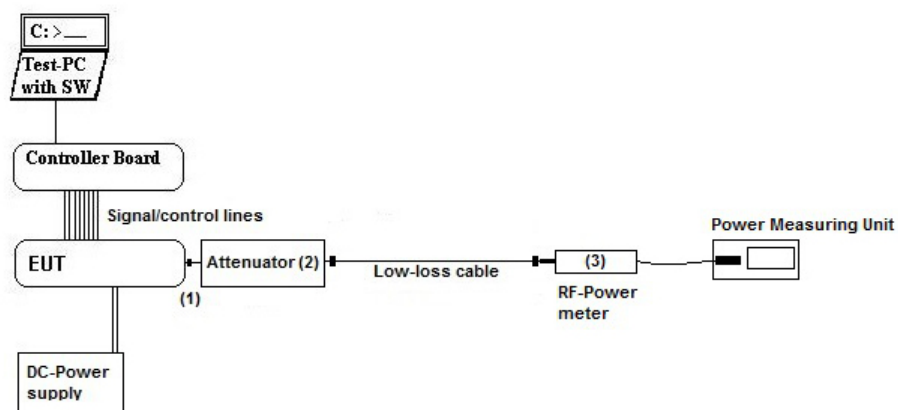 C:>__
Test-PC
with SW
Controller Board
Signal/control lines
Power Measuring Unit
EUT
Attenuator (2)
Low-loss cable
(3)
(1)
RF-Power
meter
DC-Power
supply